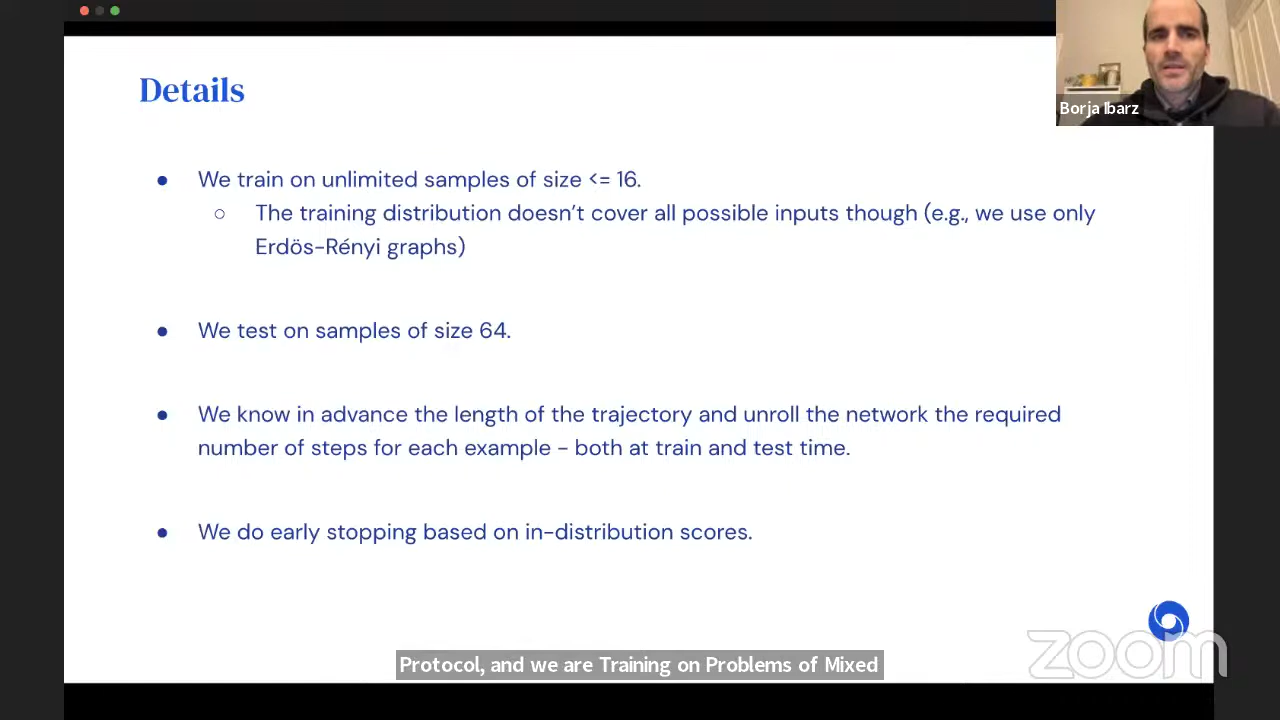 Details
Borja Ibarz
● We train on unlimited samples of size <= 16.
○ The training distribution doesn't cover all possible inputs though (e.g., we use only
Erdös-Rényi graphs)
● We test on samples of size 64.
● We know in advance the length of the trajectory and unroll the network the required
number of steps for each example – both at train and test time.
● We do early stopping based on in-distribution scores.
Protocol, and we are Training on Problems of Mixed
zoom